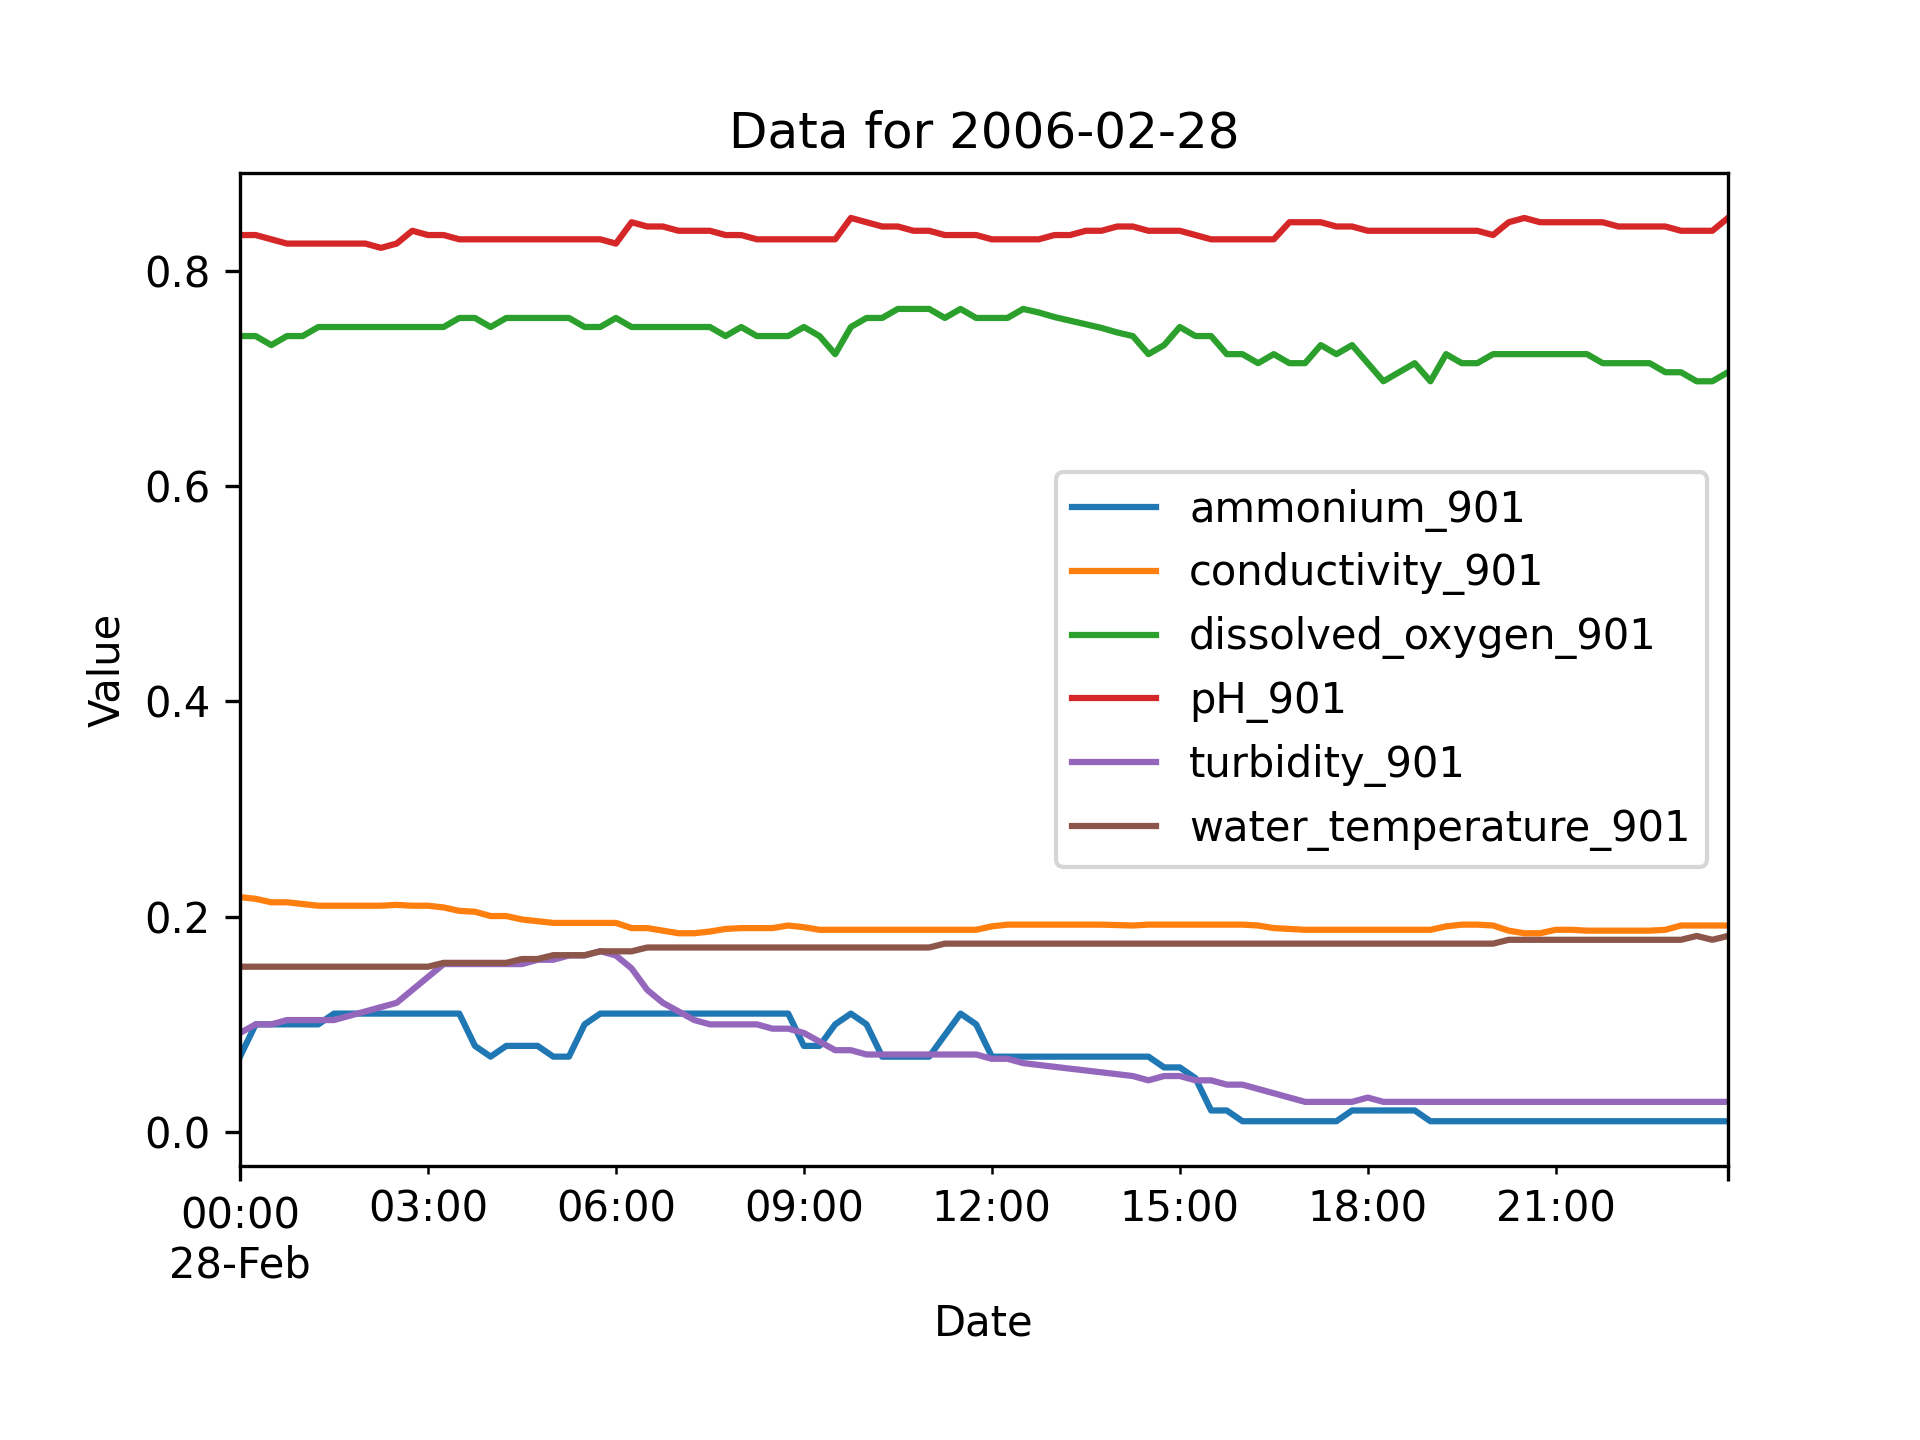 Data for 2006-02-28
Value
0.8
0.6
0.4
0.2
0.0
ammonium_901
conductivity_901
dissolved_oxygen_901
pH_901
turbidity_901
water_temperature_901
00:00 03:00 06:00 09:00 12:00 15:00 18:00 21:00
28-Feb
Date